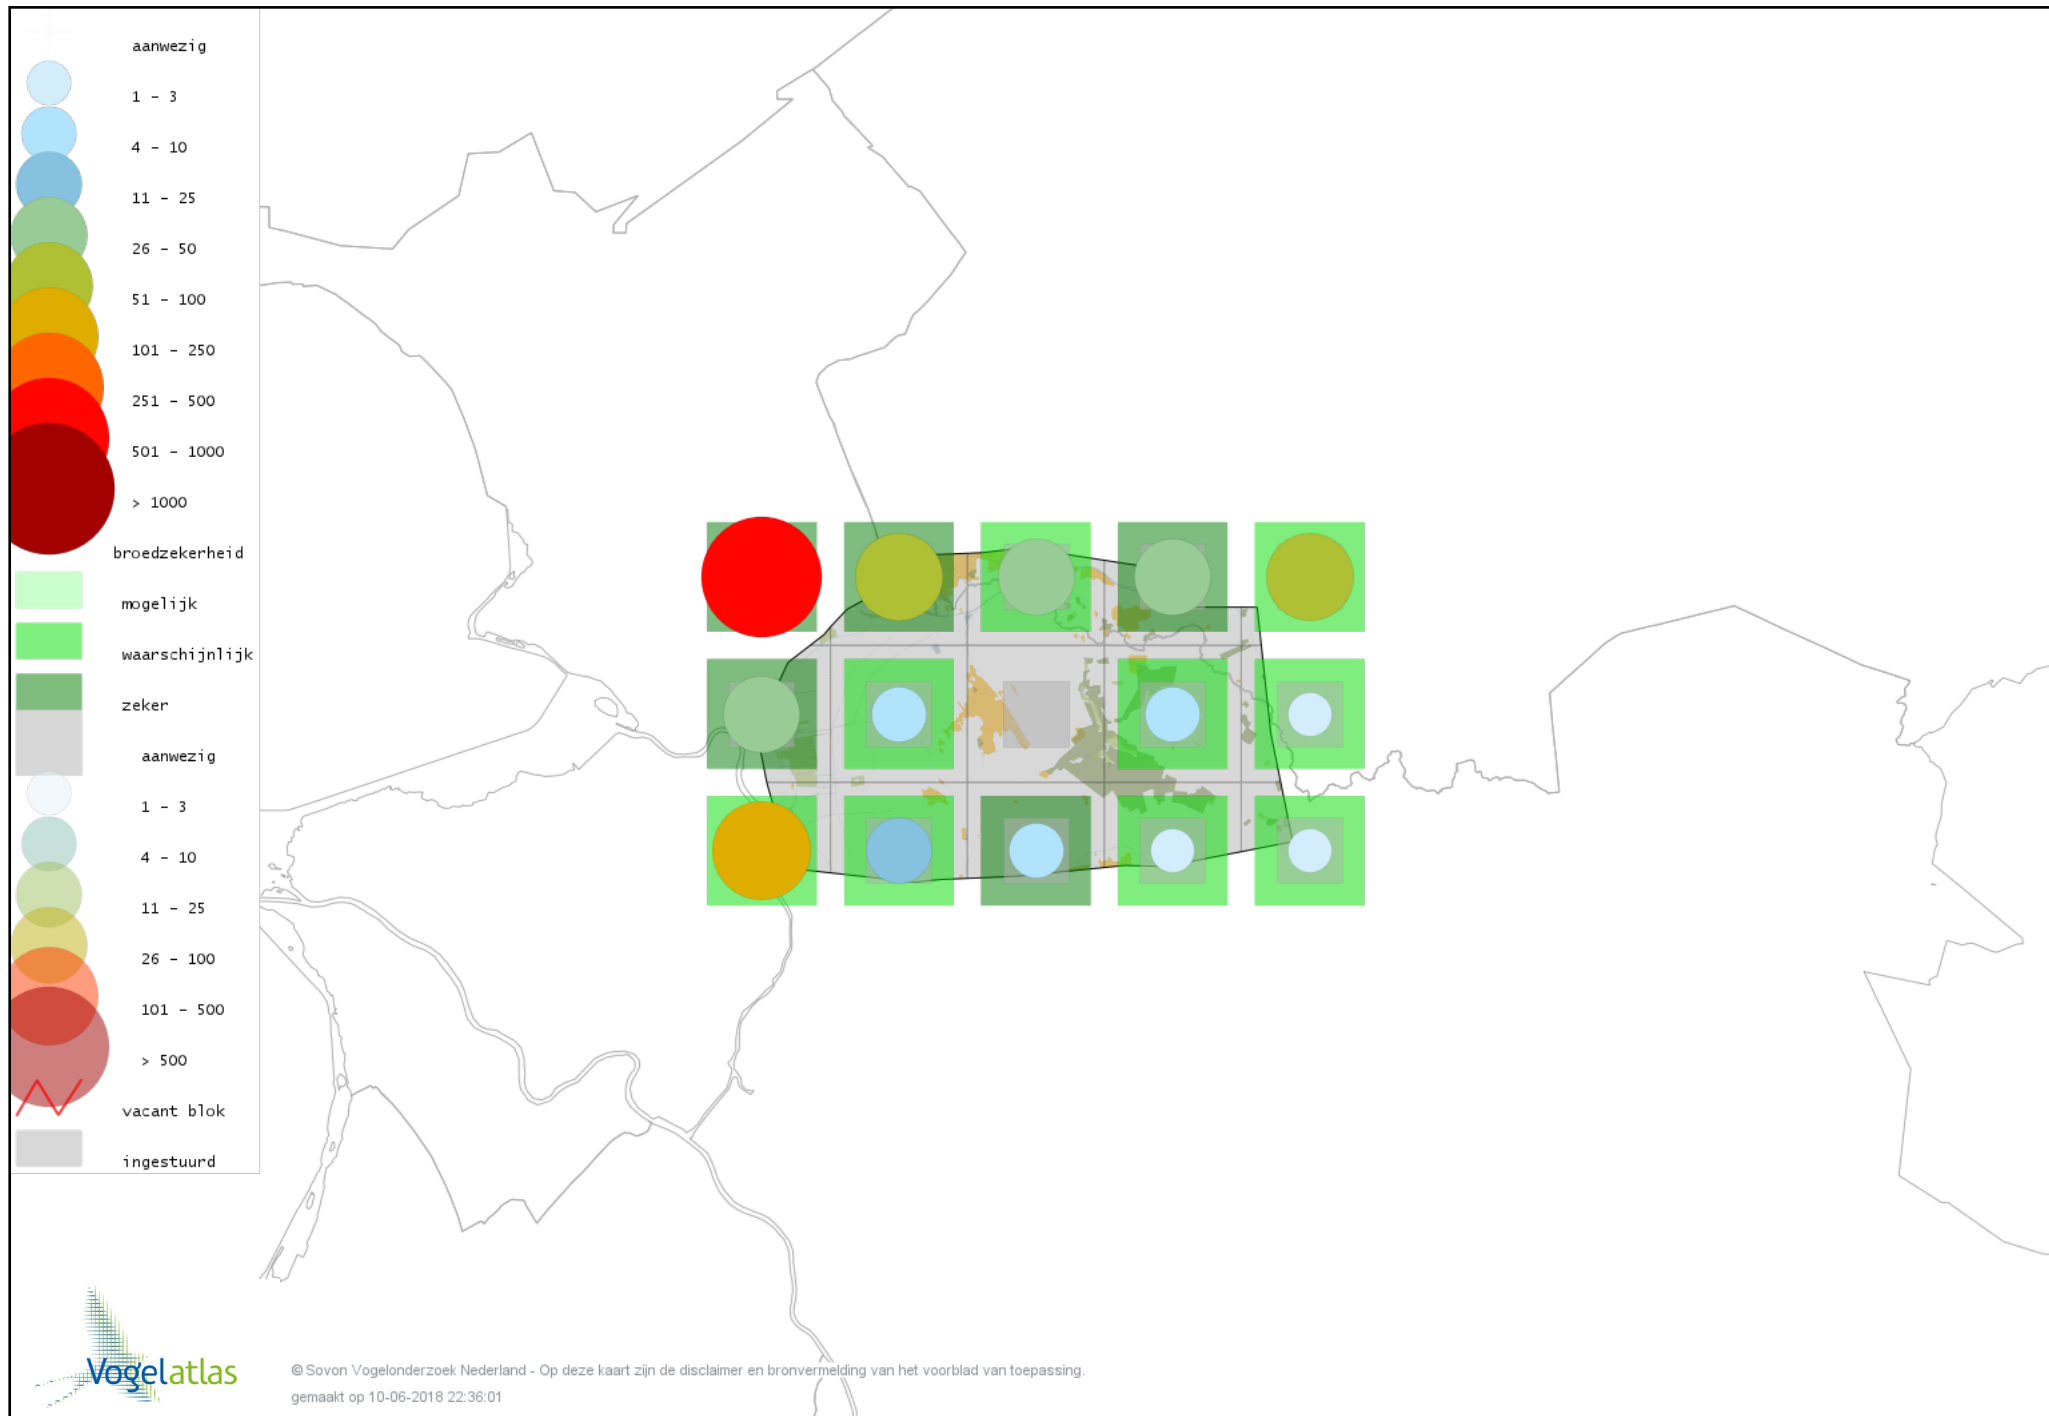 aanwezig
1 - 3
4 - 10
11 - 25
26 - 50
51 - 100
101 - 250
251 - 500
501 - 1000
> 1000
broedzekerheid
mogelijk
waarschijnlijk
zeker
aanwezig
1 - 3
4 - 10
11 - 25
26 - 100
101 - 500
> 500
vacant blok
ingestuurd
Vogelatlas
© Sovon Vogelonderzoek Nederland - Op deze kaart zijn de disclaimer en bronvermelding van het voorblad van toepassing.
gemaakt op 10-06-2018 22:36:01